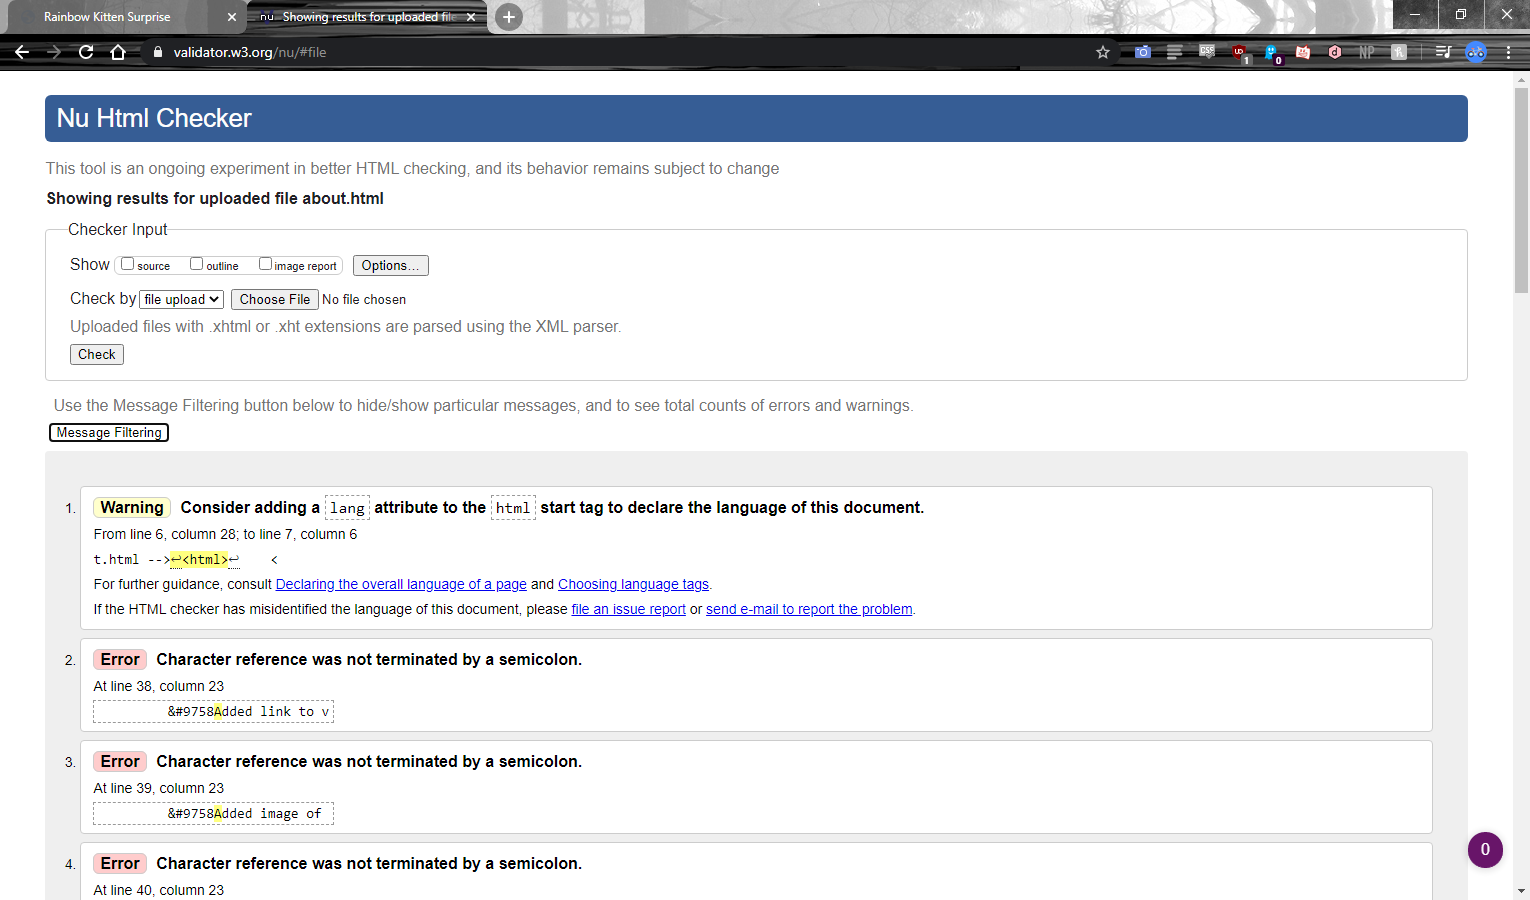 Rainbow Kitten Surprise
nu Showing results for uploaded file
validator.w3.org/nu/#file
CSS
UD
1
0
NP
Nu Html Checker
This tool is an ongoing experiment in better HTML checking, and its behavior remains subject to change
Showing results for uploaded file about.html
Checker Input
Show source outline image report Options...
Check by file upload Choose File No file chosen
Uploaded files with .xhtml or .xht extensions are parsed using the XML parser.
Check
Use the Message Filtering button below to hide/show particular messages, and to see total counts of errors and warnings.
Message Filtering
1. Warning Consider adding a lang attribute to the html start tag to declare the language of this document.
From line 6, column 28; to line 7, column 6
t.html -->↩<html>↩ <
For further guidance, consult Declaring the overall language of a page and Choosing language tags.
If the HTML checker has misidentified the language of this document, please file an issue report or send e-mail to report the problem.
2. Error Character reference was not terminated by a semicolon.
At line 38, column 23
&#9758Added link to v
3. Error Character reference was not terminated by a semicolon.
At line 39, column 23
&#9758Added image of
4. Error Character reference was not terminated by a semicolon.
At line 40, column 23
0